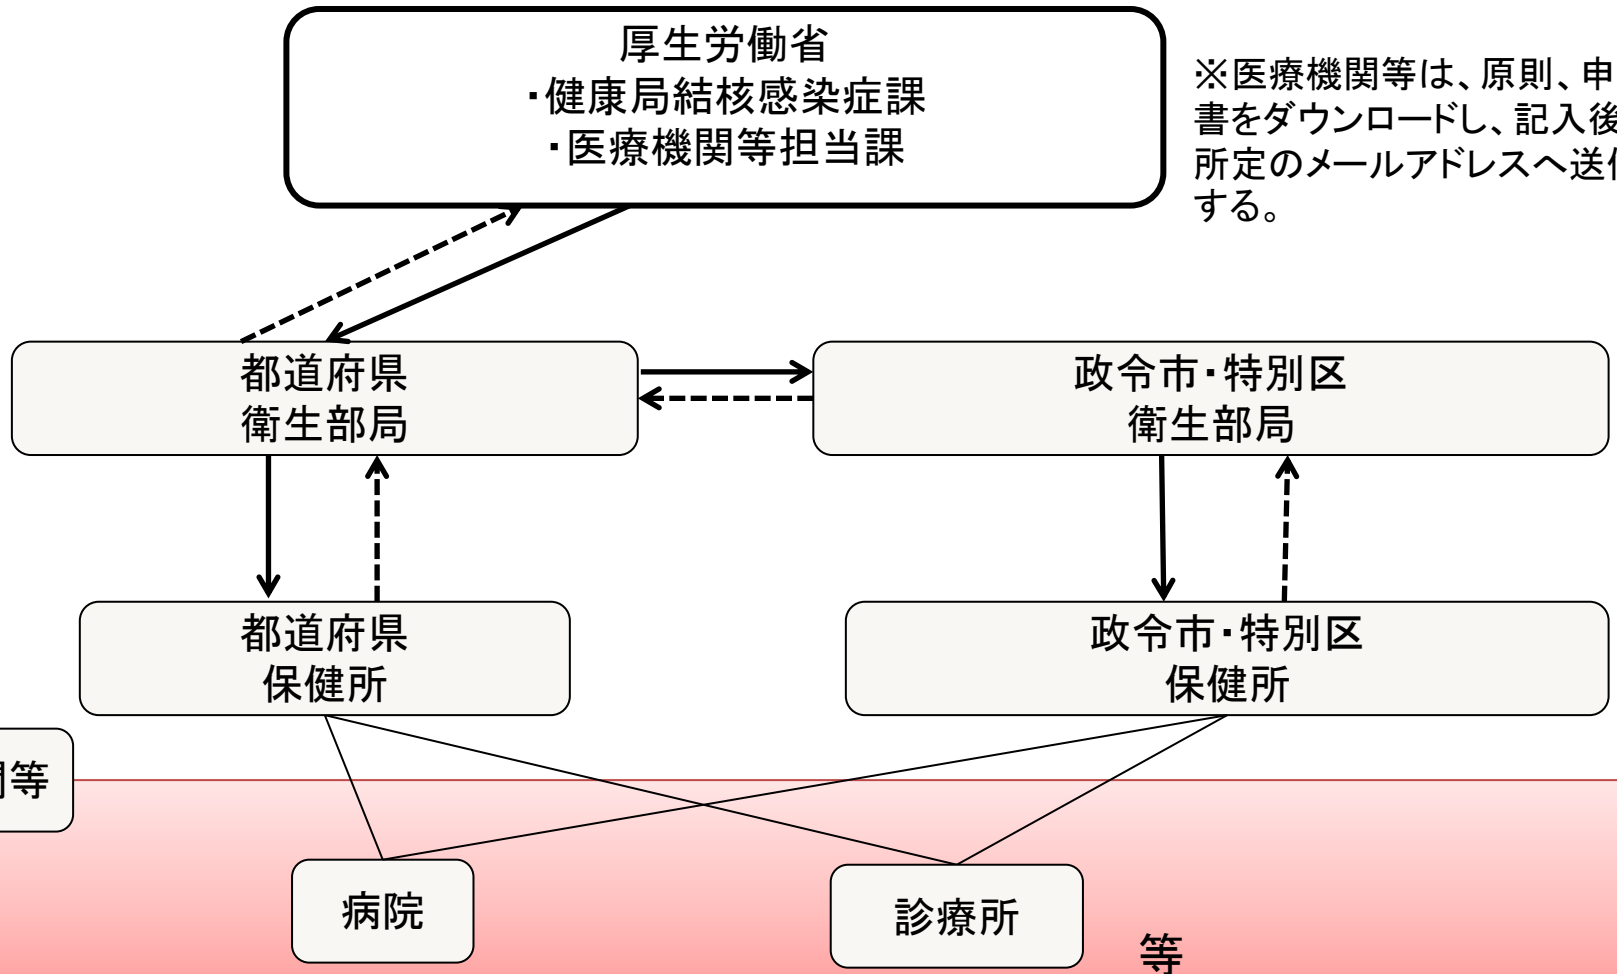 厚生労働省
・健康局結核感染症課
・医療機関等担当課
※医療機関等は、原則、申
書をダウンロードし、記入後
所定のメールアドレスへ送
する。
都道府県
衛生部局
政令市・特別区
衛生部局
都道府県
保健所
政令市・特別区
保健所
等
病院
診療所
等